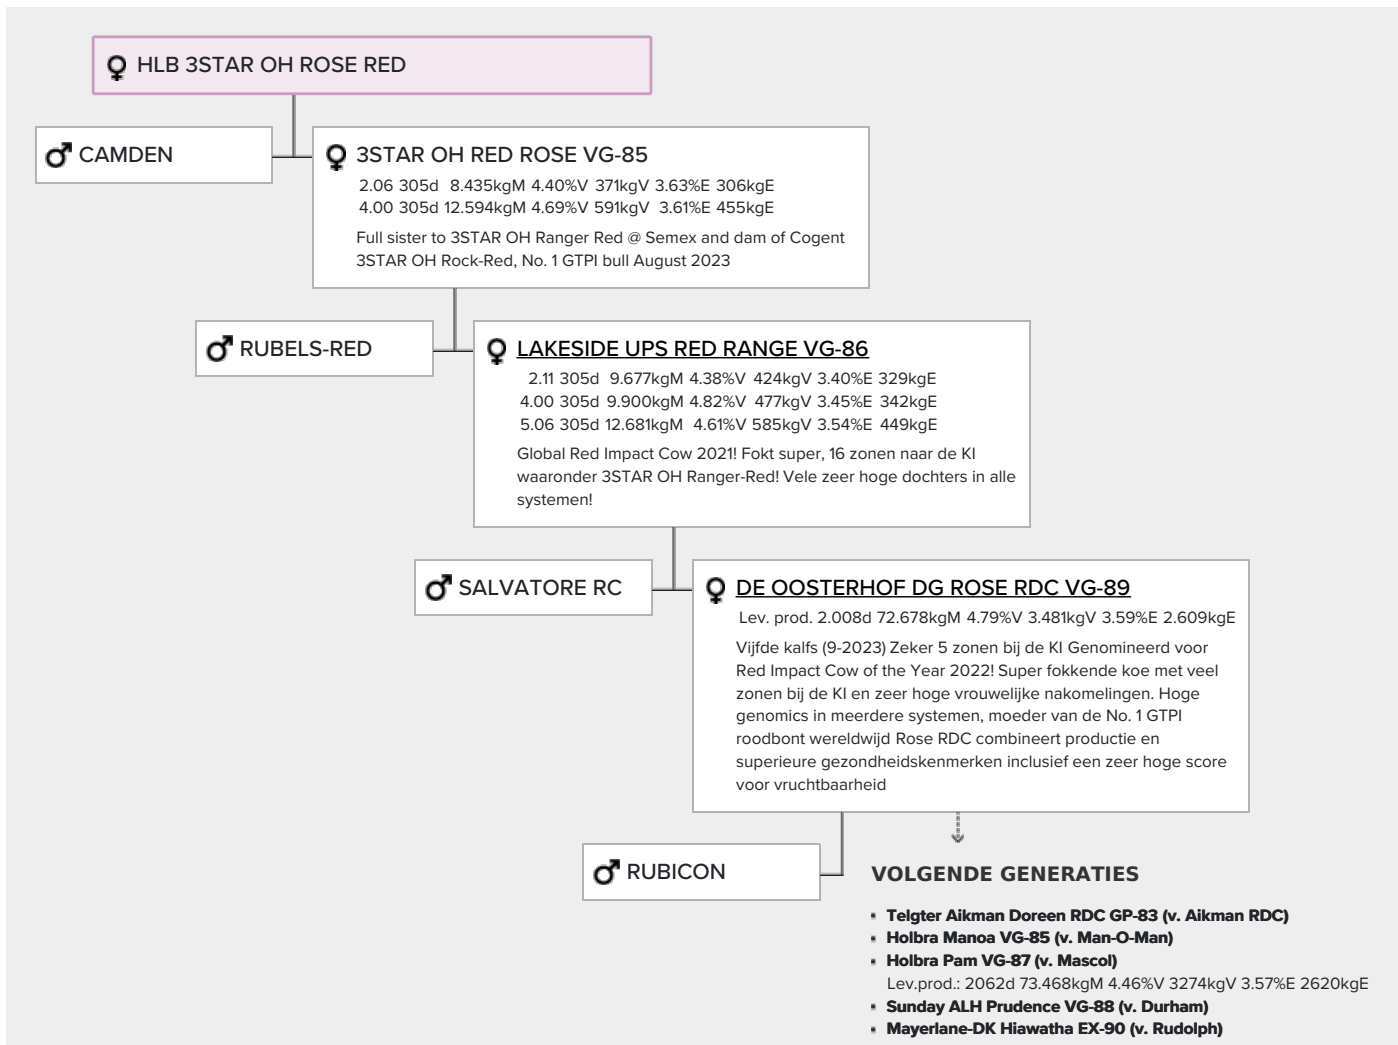 HLB 3STAR OH ROSE RED
CAMDEN
3STAR OH RED ROSE VG-85
2.06 305d 8.435kgM 4.40%V 371kgV 3.63%E 306kgE
4.00 305d 12.594kgM 4.69%V 591kgV 3.61%E 455kgE
Full sister to 3STAR OH Ranger Red @ Semex and dam of Cogent
3STAR OH Rock-Red, No. 1 GTPI bull August 2023
RUBELS-RED
LAKESIDE UPS RED RANGE VG-86
2.11 305d 9.677kgM 4.38%V 424kgV 3.40%E 329kgE
4.00 305d 9.900kgM 4.82%V 477kgV 3.45%E 342kgE
5.06 305d 12.681kgM 4.61%V 585kgV 3.54%E 449kgE
Global Red Impact Cow 2021! Fokt super, 16 zonen naar de KI
waaronder 3STAR OH Ranger-Red! Vele zeer hoge dochters in alle
systemen!
SALVATORE RC
DE OOSTERHOF DG ROSE RDC VG-89
Lev. prod. 2.008d 72.678kgM 4.79%V 3.481kgV 3.59%E 2.609kgE
Vijfde kalfs (9-2023) Zeker 5 zonen bij de KI Genomineerd voor
Red Impact Cow of the Year 2022! Super fokkende koe met veel
zonen bij de KI en zeer hoge vrouwelijke nakomelingen. Hoge
genomics in meerdere systemen, moeder van de No. 1 GTPI
roodbont wereldwijd Rose RDC combineert productie en
superieure gezondheidskenmerken inclusief een zeer hoge score
voor vruchtbaarheid
RUBICON
VOLGENDE GENERATIES
Telgter Aikman Doreen RDC GP-83 (v. Aikman RDC)
Holbra Manoa VG-85 (v. Man-O-Man)
Holbra Pam VG-87 (v. Mascol)
Lev.prod.: 2062d 73.468kgM 4.46%V 3274kgV 3.57%E 2620kgE
Sunday ALH Prudence VG-88 (v. Durham)
Mayerlane-DK Hiawatha EX-90 (v. Rudolph)